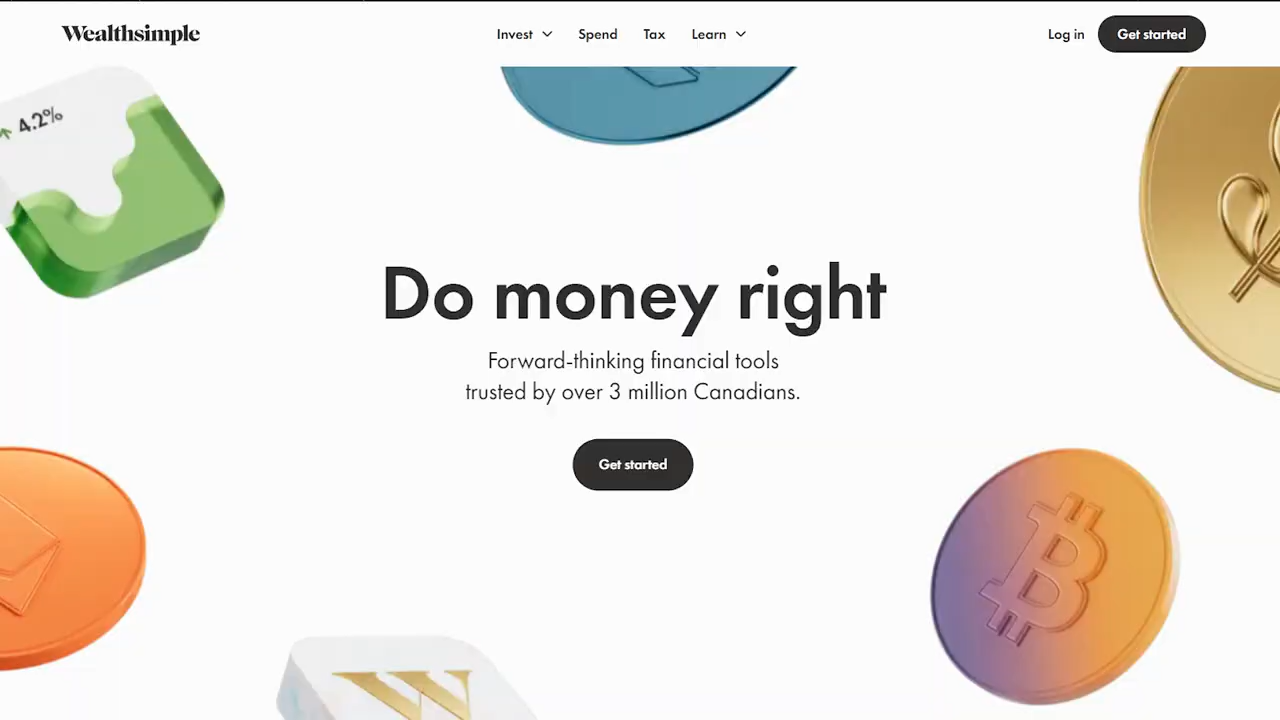 Wealthsimple
Invest
Spend
Tax
Learn
Log in
Get started
4.2%
Do money right
Forward-thinking financial tools
trusted by over 3 million Canadians.
Get started
W